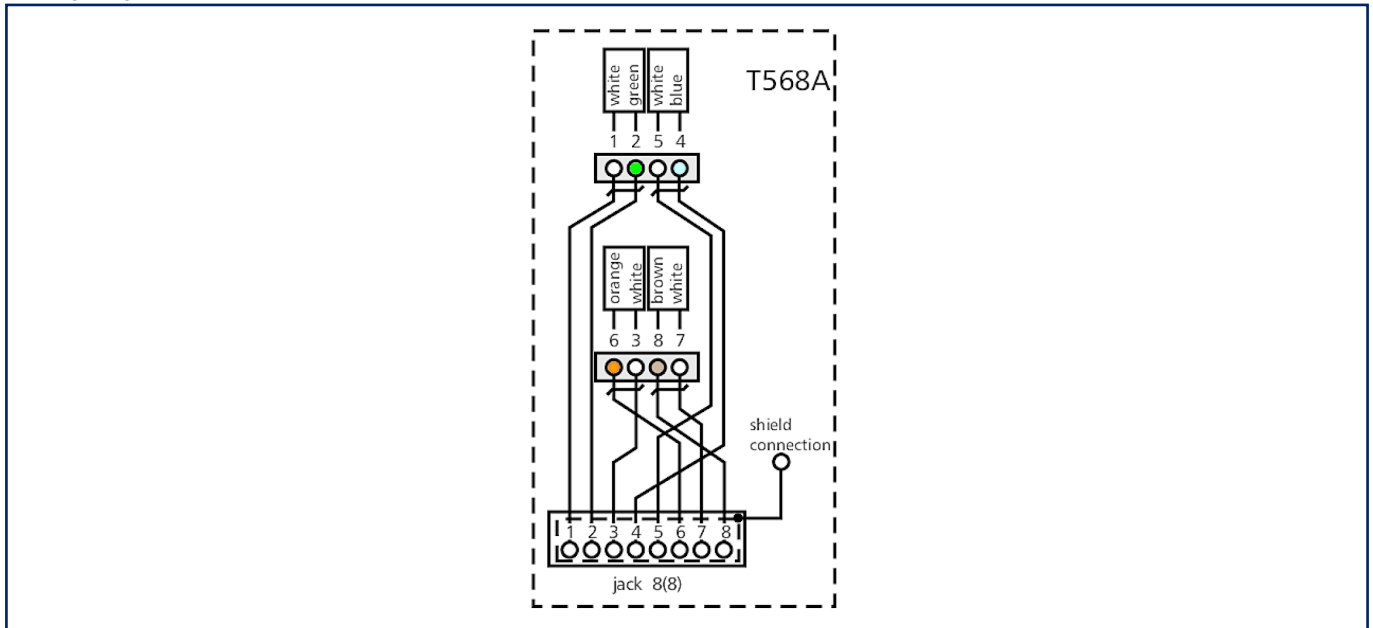 T568A
white green white blue
1 2 5 4
orange white brown white
6 3 8 7
shield
connection
1 2 3 4 5 6 7 8
jack 8(8)